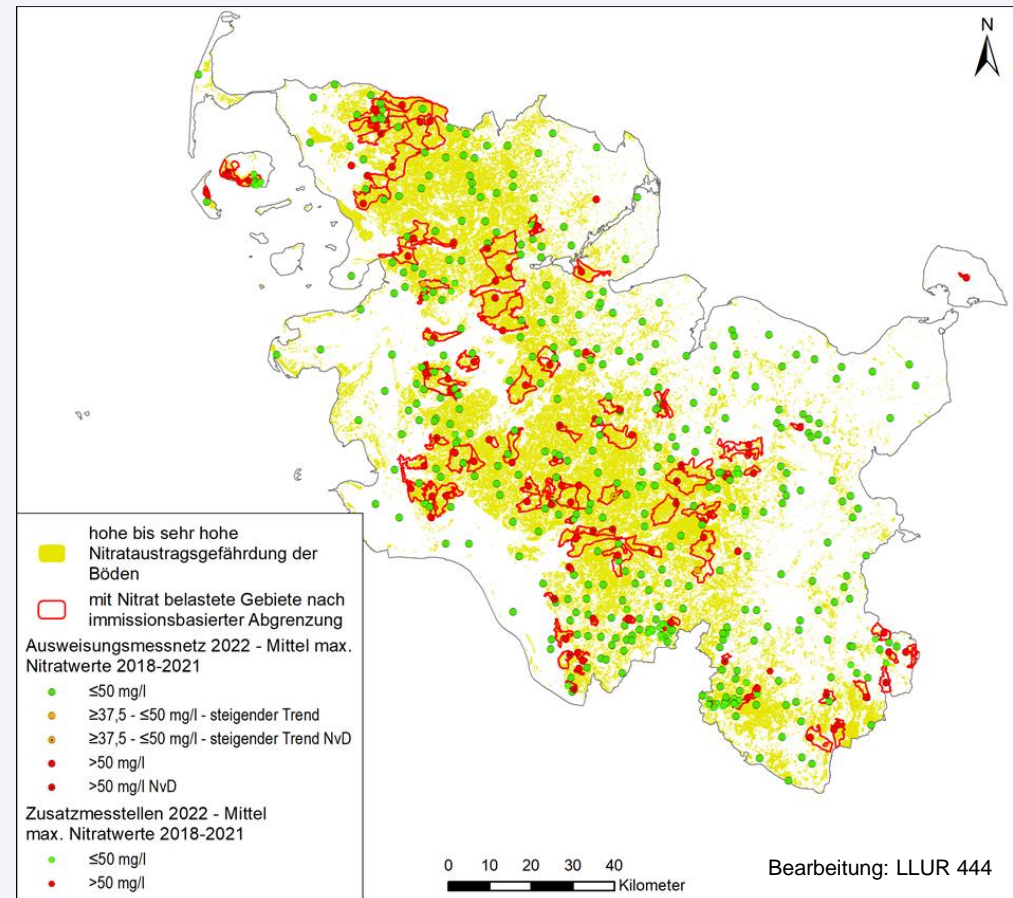 N
hohe bis sehr hohe
Nitrataustragsgefährdung der
Böden
mit Nitrat belastete Gebiete nach
immissionsbasierter Abgrenzung
Ausweisungsmessnetz 2022 - Mittel max.
Nitratwerte 2018-2021
≤50 mg/l
≥37,5 - ≤50 mg/l - steigender Trend
≥37,5 - ≤50 mg/l - steigender Trend NvD
>50 mg/l
>50 mg/l NvD
Zusatzmesstellen 2022 - Mittel
max. Nitratwerte 2018-2021
≤50 mg/l
>50 mg/l
0 10 20 30 40
Kilometer
Bearbeitung: LLUR 444